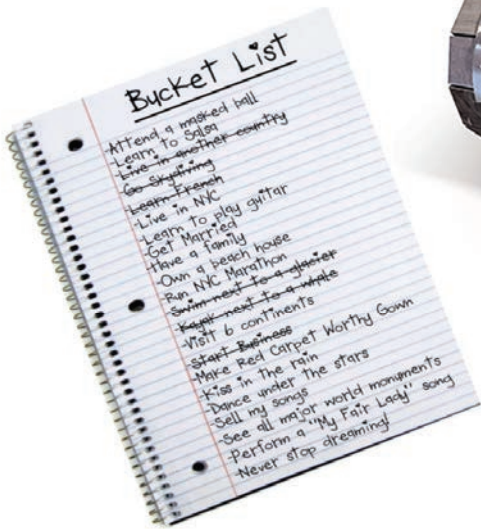 Bucket List
-Attend a masked ball
-Learn to Salsa
-Live in another country
-Go Skydiving
-Learn French
-Live in NYC
-Learn to play guitar
-Get Married
-Have a family
-Own a beach house
-Run NYC Marathon
-Swim next to a glacier
-Kayak next to a whale
-Visit 6 continents
-Start Business
-Make Red Carpet Worthy Gown
-Kiss in the rain
-Dance under the stars
-Sell my songs
-See all major world monuments
-Perform a "My Fair Lady" song
-Never stop dreaming!